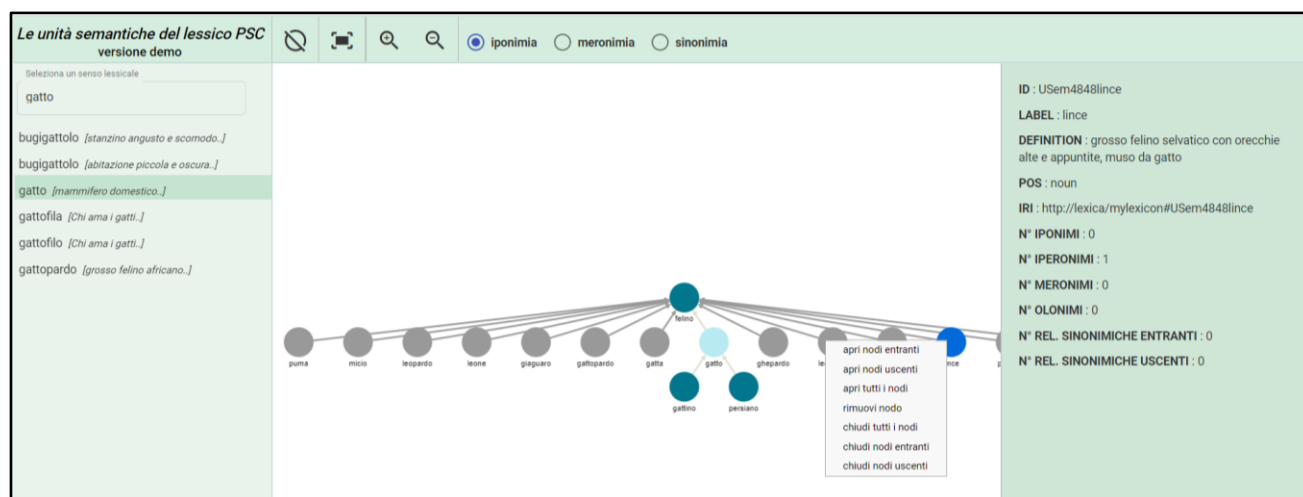 Le unità semantiche del lessico PSC
versione demo
iponimia
meronimia
sinonimia
Seleziona un senso lessicale
gatto
bugigattolo [stanzino angusto e scomodo..]
bugigattolo [abitazione piccola e oscura..]
gatto [mammifero domestico..]
gattofila [Chi ama i gatti..]
gattofilo [Chi ama i gatti..]
gattopardo [grosso felino africano..]
felino
puma
micio
leopardo
leone
giaguaro
gattopardo
gatta
gatto
ghepardo
gattino
persiano
apri nodi entranti
apri nodi uscenti
apri tutti i nodi
rimuovi nodo
chiudi tutti i nodi
chiudi nodi entranti
chiudi nodi uscenti
ID : USem4848lince
LABEL : lince
DEFINITION : grosso felino selvatico con orecchie
alte e appuntite, muso da gatto
POS : noun
IRI : http://lexica/mylexicon#USem4848lince
N° IPONIMI : 0
N° IPERONIMI : 1
N° MERONIMI : 0
N° OLONIMI : 0
N° REL. SINONIMICHE ENTRANTI : 0
N° REL. SINONIMICHE USCENTI : 0